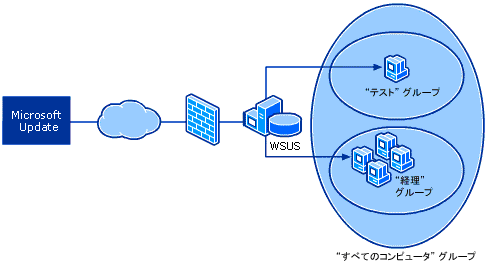 Microsoft
Update
WSUS
“テスト” グループ
“経理”
グループ
“すべてのコンピュータ” グループ